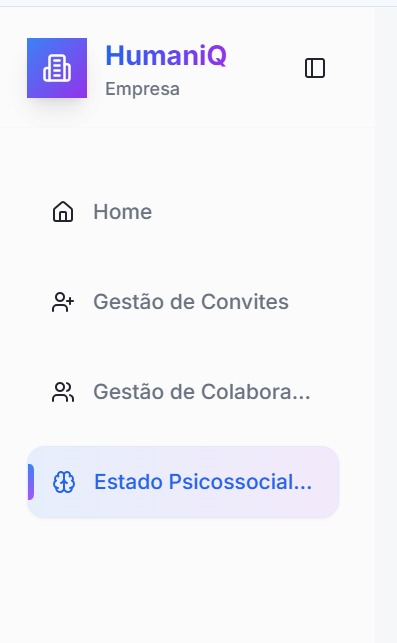 HumaniQ
Empresa
Home
Gestão de Convites
Gestão de Colabora...
Estado Psicossocial...